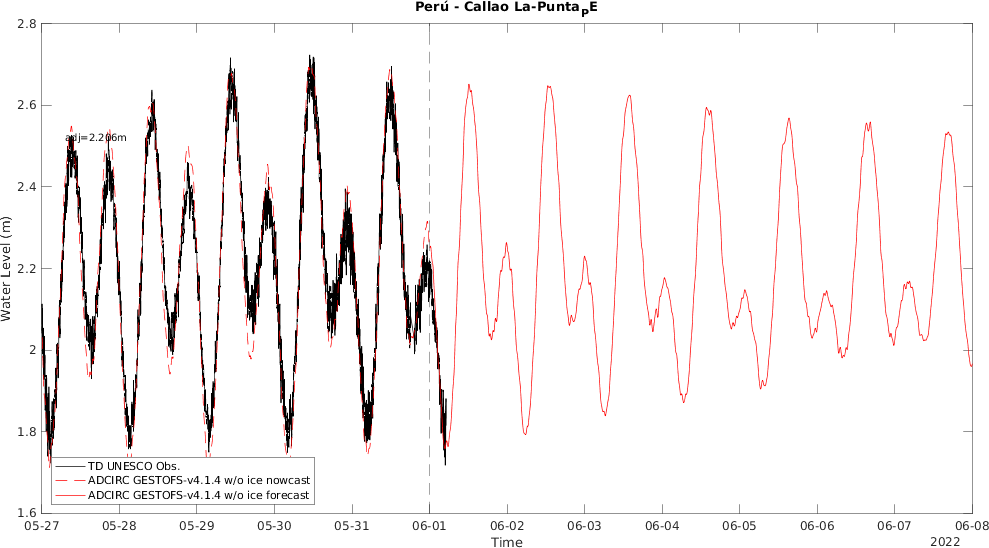 Perú - Callao La-PuntaPE
2.8
2.6
2.4
2.2
2
1.8
1.6
Water Level (m)
adj=2.206m
TD UNESCO Obs.
ADCIRC GESTOFS-v4.1.4 w/o ice nowcast
ADCIRC GESTOFS-v4.1.4 w/o ice forecast
05-27 05-28 05-29 05-30 05-31 06-01 06-02 06-03 06-04 06-05 06-06 06-07 06-08
Time
2022